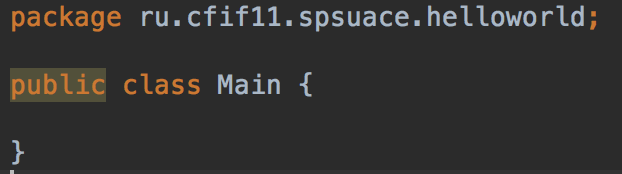 package ru.cfif11.spsuace.helloworld;
public class Main {
}